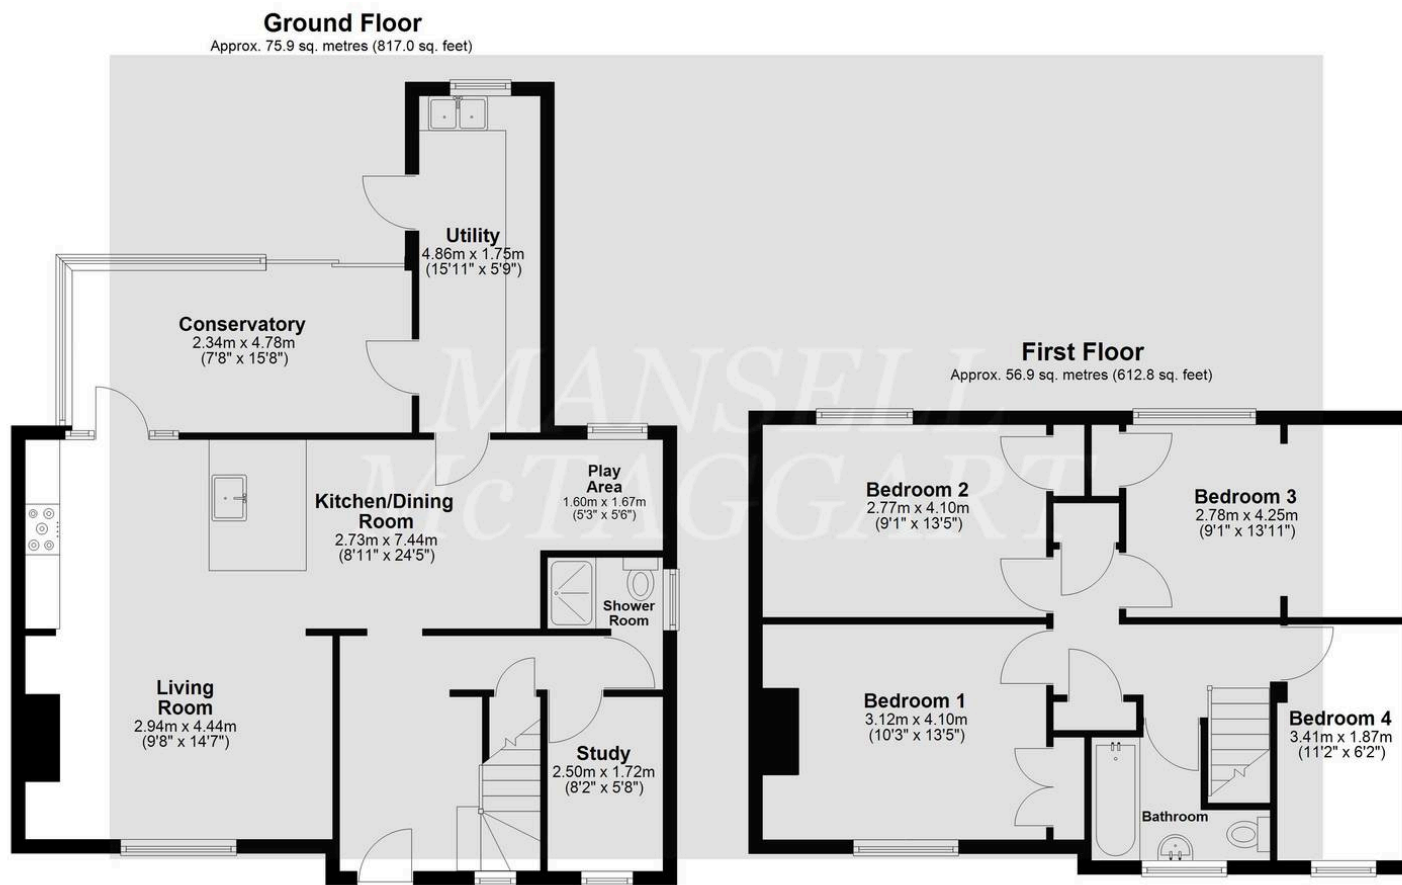 Ground Floor
Approx. 75.9 sq. metres (817.0 sq. feet)
Utility
4.86m x 1.75m
(15'11" x 5'9")
Conservatory
2.34m x 4.78m
(7'8" x 15'8")
Kitchen/Dining
Room
2.73m x 7.44m
(8'11" x 24'5")
Play
Area
1.60m x 1.67m
(5'3" x 5'6")
Shower
Room
Living
Room
2.94m x 4.44m
(9'8" x 14'7")
Study
2.50m x 1.72m
(8'2" x 5'8")
First Floor
Approx. 56.9 sq. metres (612.8 sq. feet)
Bedroom 2
2.77m x 4.10m
(9'1" x 13'5")
Bedroom 3
2.78m x 4.25m
(9'1" x 13'11")
Bedroom 1
3.12m x 4.10m
(10'3" x 13'5")
Bedroom 4
3.41m x 1.87m
(11'2" x 6'2")
Bathroom
MANSELL
McTAGGART